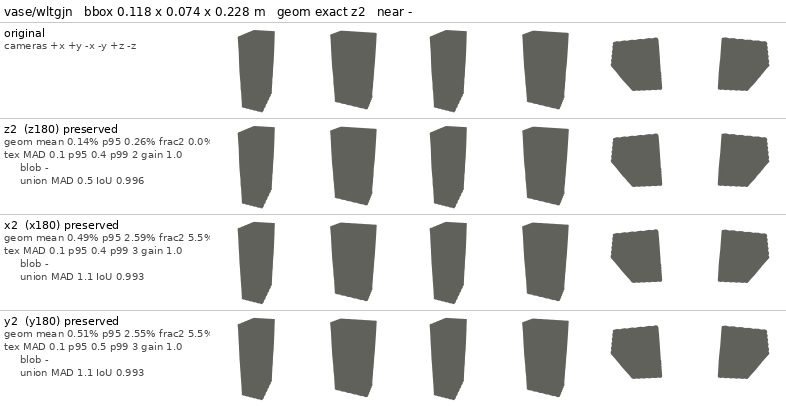 vase/wltgjn   bbox 0.118 x 0.074 x 0.228 m   geom exact z2   near -
original
cameras +x +y -x -y +z -z
z2  (z180) preserved
geom mean 0.14% p95 0.26% frac2 0.0%
tex MAD 0.1 p95 0.4 p99 2 gain 1.0
blob -
union MAD 0.5 IoU 0.996
x2  (x180) preserved
geom mean 0.49% p95 2.59% frac2 5.5%
tex MAD 0.1 p95 0.4 p99 3 gain 1.0
blob -
union MAD 1.1 IoU 0.993
y2  (y180) preserved
geom mean 0.51% p95 2.55% frac2 5.5%
tex MAD 0.1 p95 0.5 p99 3 gain 1.0
blob -
union MAD 1.1 IoU 0.993